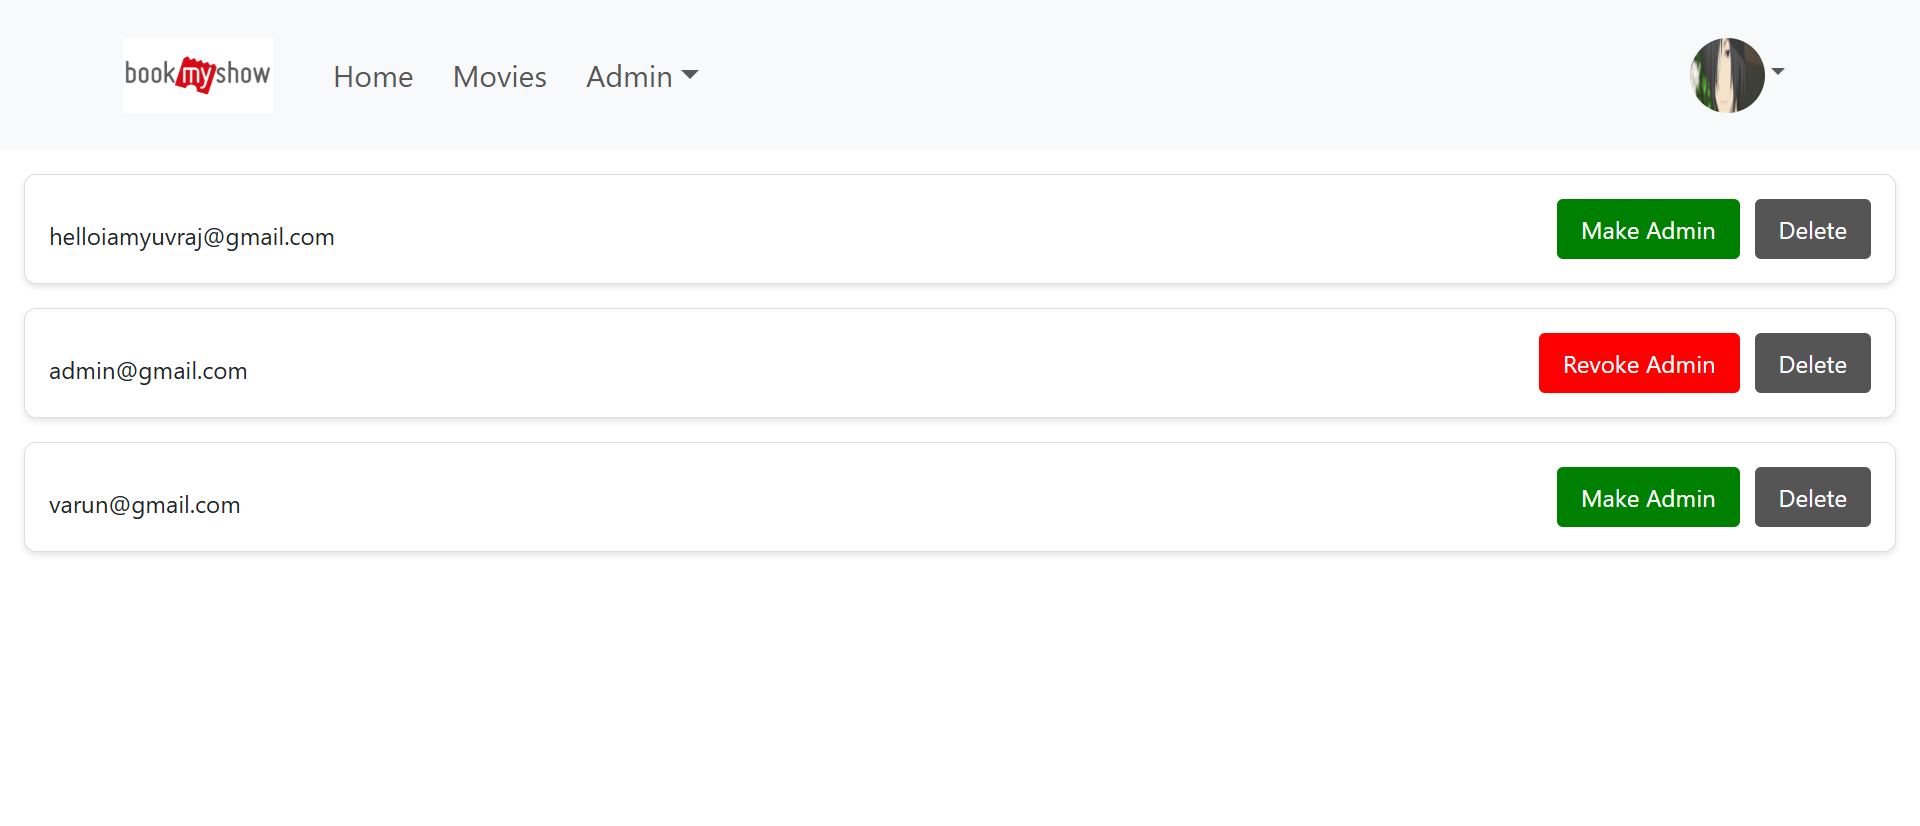 bookmyshow Home Movies Admin
helloiamyuvraj@gmail.com Make Admin Delete
admin@gmail.com Revoke Admin Delete
varun@gmail.com Make Admin Delete